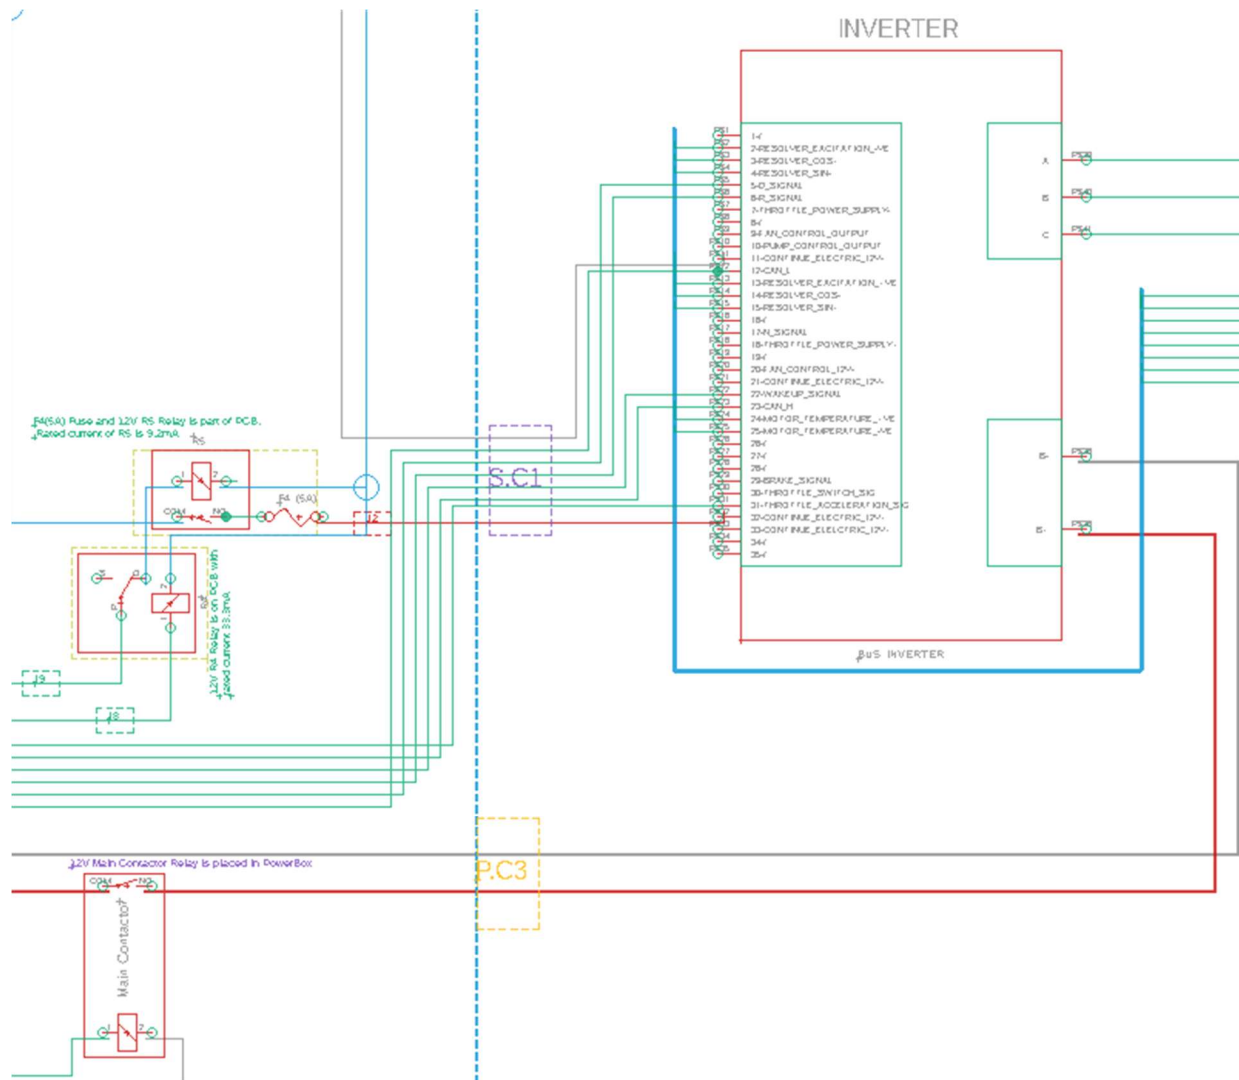 INVERTER
1-Y
2-RESOLVER_EXCITATION_-VE
3-RESOLVER_COS-
4-RESOLVER_SIN-
5-D_SIGNAL
6-R_SIGNAL
7-THROTTLE_POWER_SUPPLY-
8-Y
9-FAN_CONTROL_OUTPUT
10-PUMP_CONTROL_OUTPUT
11-CONTINUE_ELECTRIC_12V-
12-CAN_L
13-RESOLVER_EXCITATION_-VE
14-RESOLVER_COS-
15-RESOLVER_SIN-
16-Y
17-N_SIGNAL
18-THROTTLE_POWER_SUPPLY-
19-Y
20-FAN_CONTROL_12V-
21-CONTINUE_ELECTRIC_12V-
22-WAKEUP_SIGNAL
23-CAN_H
24-MOTOR_TEMPERATURE_-VE
25-MOTOR_TEMPERATURE_-VE
26-Y
27-Y
28-Y
29-BRAKE_SIGNAL
30-THROTTLE_SWITCH_SIG
31-THROTTLE_ACCELERATION_SIG
32-CONTINUE_ELECTRIC_12V-
33-CONTINUE_ELECTRIC_12V-
34-Y
35-Y
A
B
C
B-
B-
BUS INVERTER
F4(5A) Fuse and 12V R5 Relay is part of PCB.
Rated current of R5 is 9.2mA
R5
1 2
COM NO
F4 (5A)
J2
S.C1
12V R4 Relay is on PCB with
rated current 33.3mA
R4
J9
J8
P.C3
12V Main Contactor Relay is placed in PowerBox
COM NO
Main Contactor
1 2